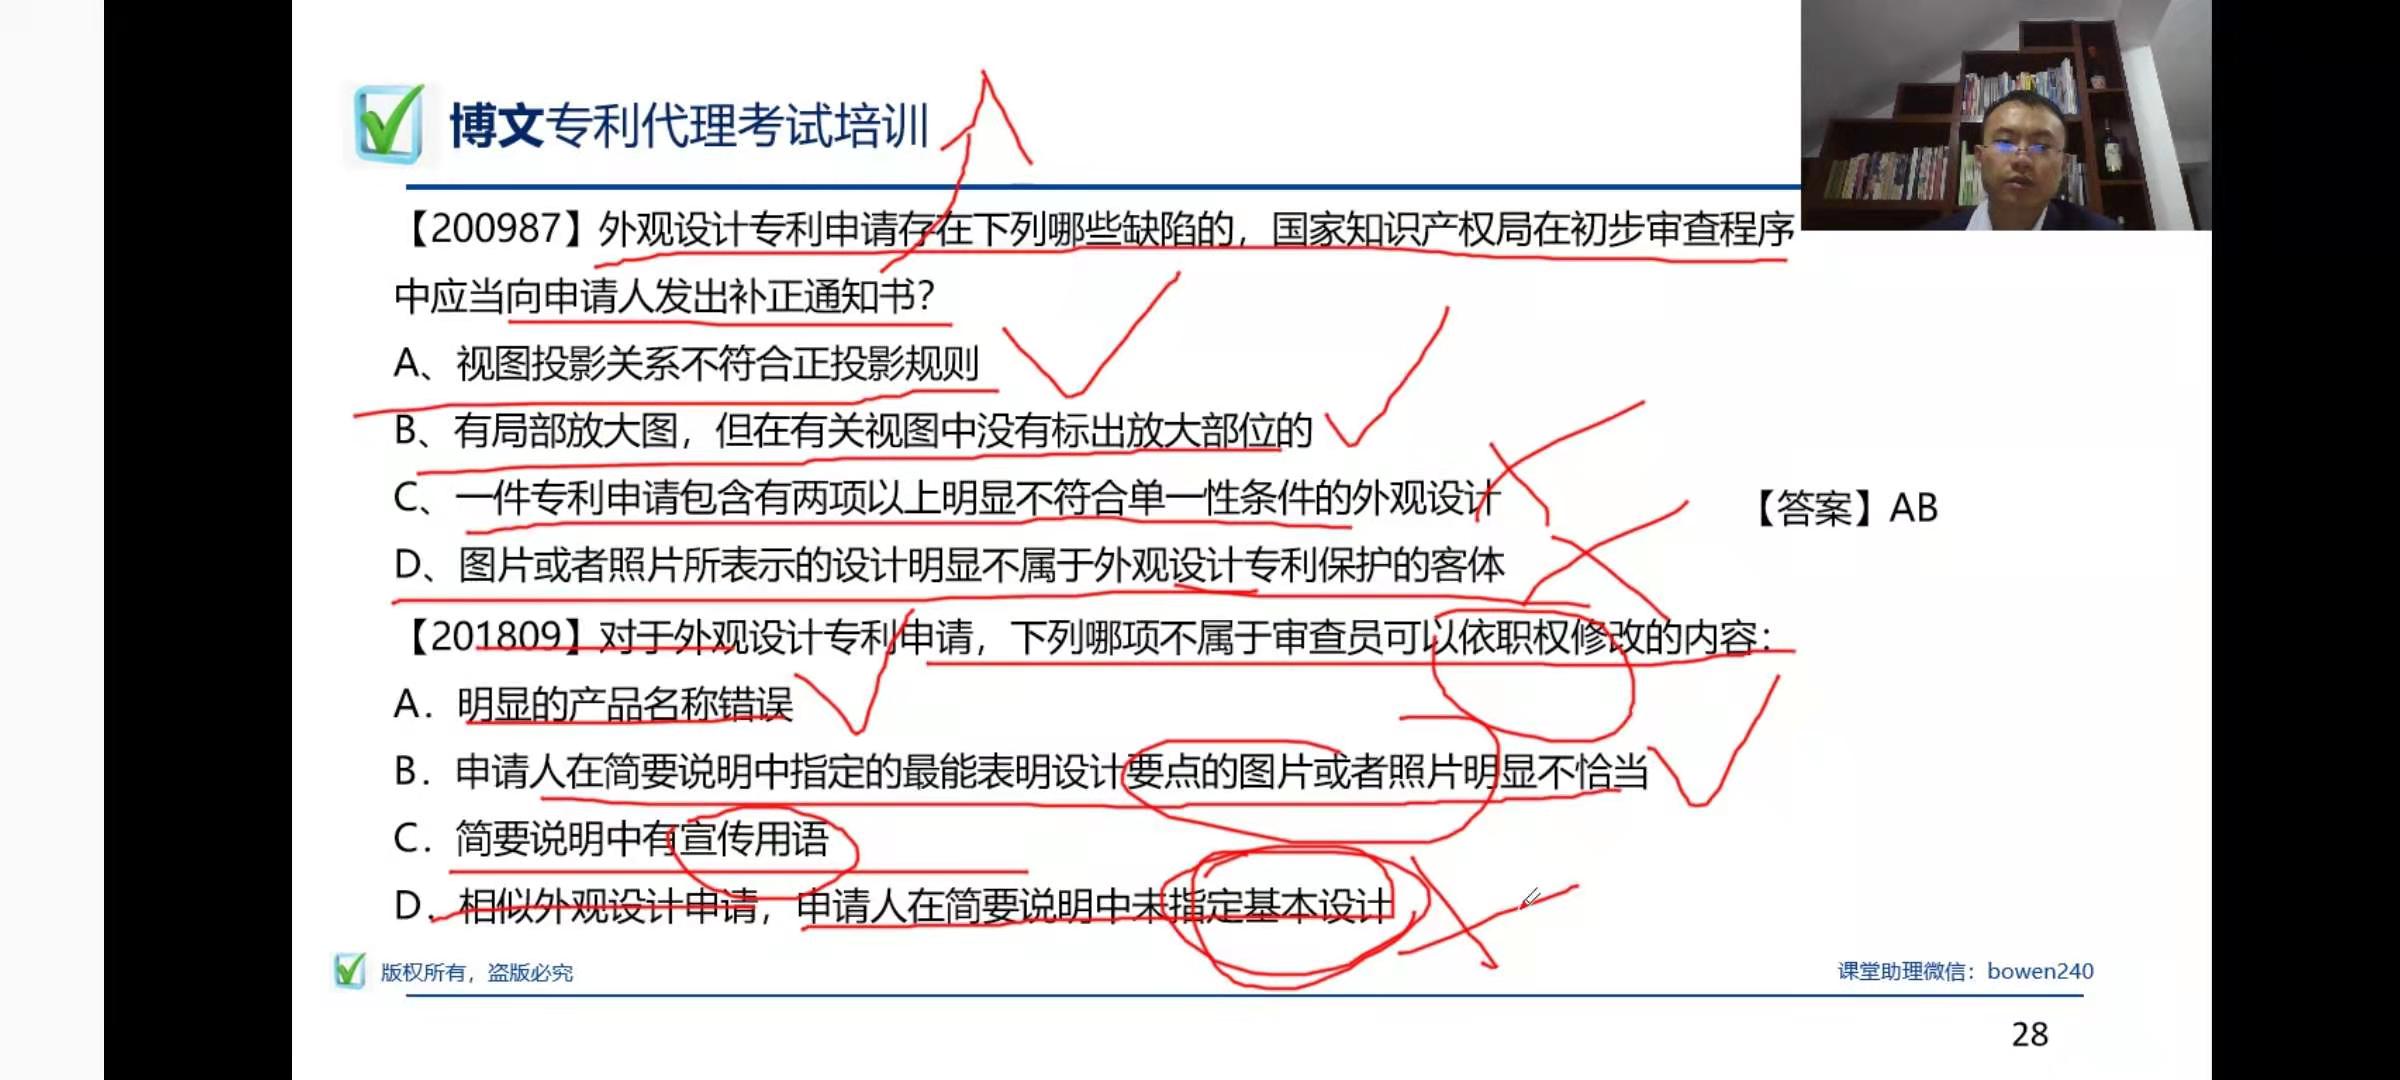 博文专利代理考试培训
【200987】外观设计专利申请存在下列哪些缺陷的，国家知识产权局在初步审查程序
中应当向申请人发出补正通知书？
A、视图投影关系不符合正投影规则
B、有局部放大图，但在有关视图中没有标出放大部位的
C、一件专利申请包含有两项以上明显不符合单一性条件的外观设计
【答案】AB
D、图片或者照片所表示的设计明显不属于外观设计专利保护的客体
【201809】对于外观设计专利申请，下列哪项不属于审查员可以依职权修改的内容：
A．明显的产品名称错误
B．申请人在简要说明中指定的最能表明设计要点的图片或者照片明显不恰当
C．简要说明中有宣传用语
D．相似外观设计申请，申请人在简要说明中未指定基本设计
版权所有，盗版必究
课堂助理微信：bowen240
28